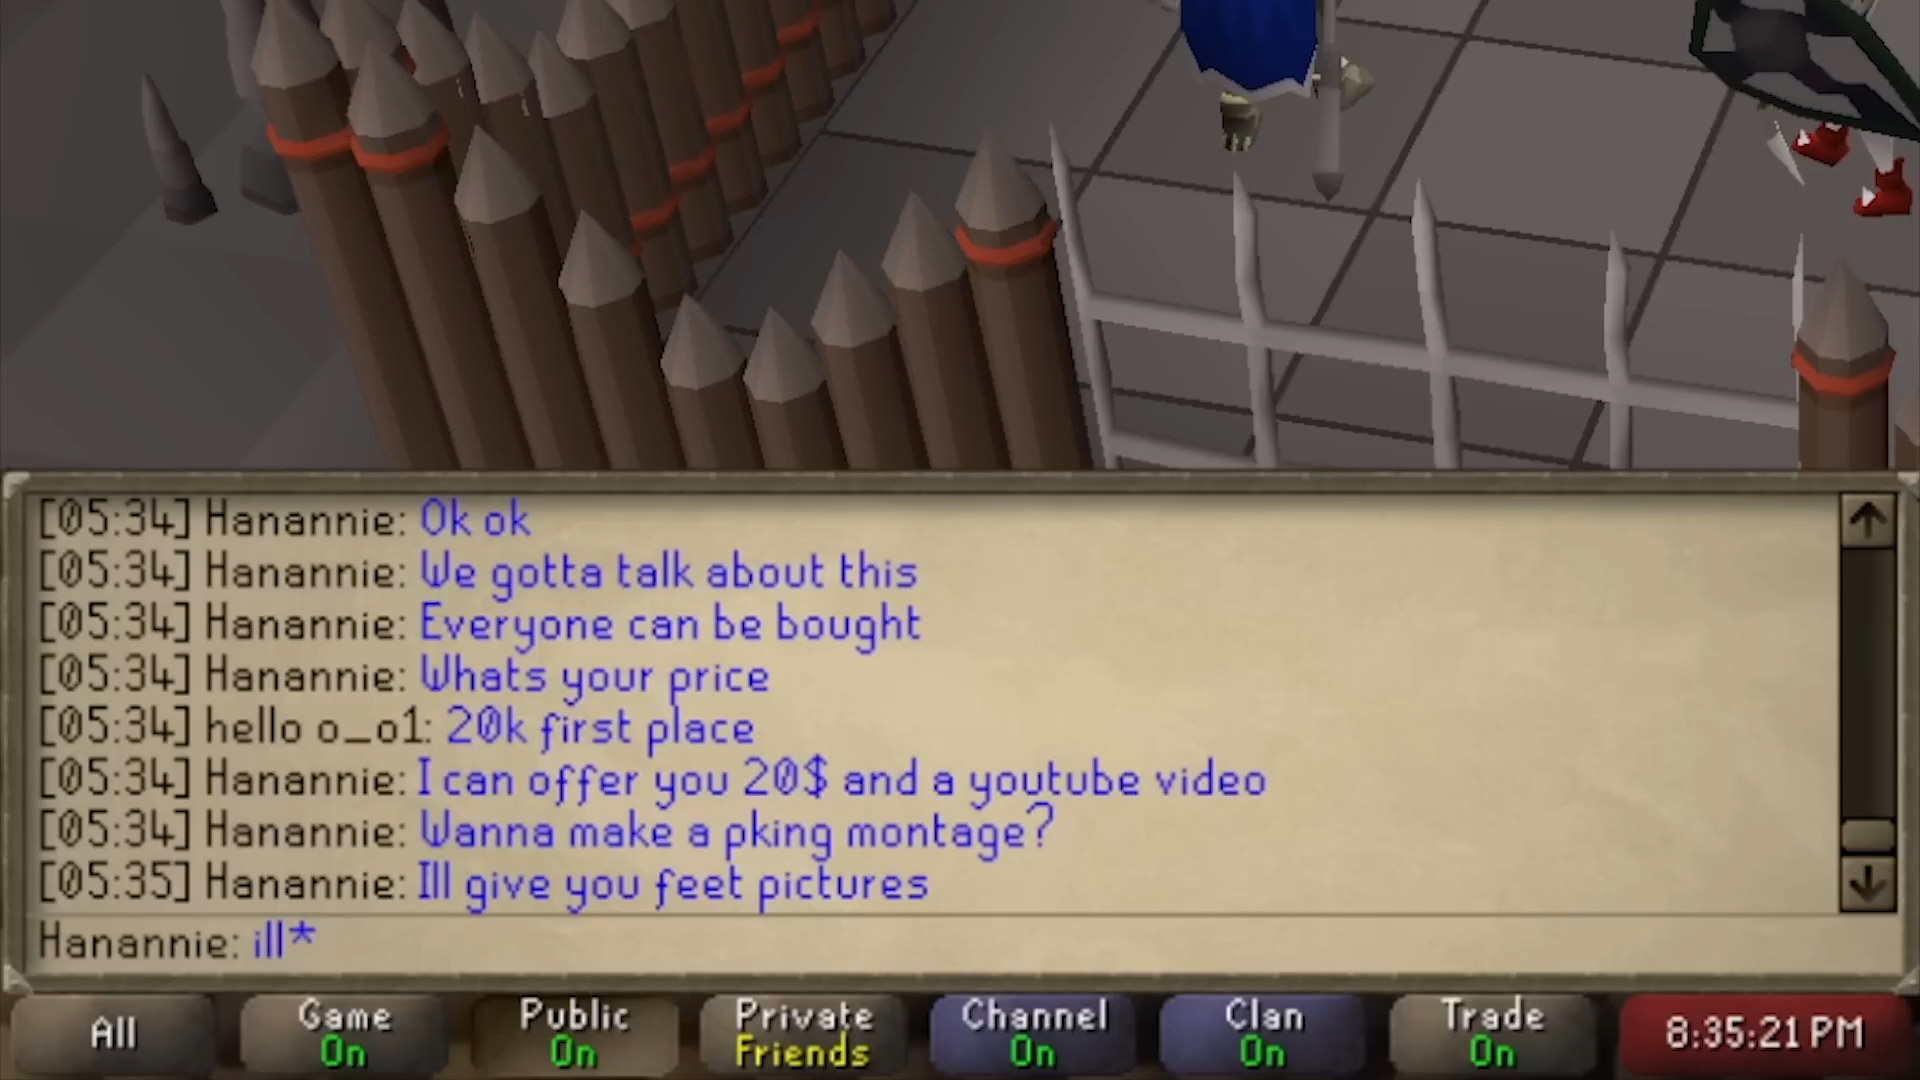 [05:34] Hanannie: Ok ok
[05:34] Hanannie: We gotta talk about this
[05:34] Hanannie: Everyone can be bought
[05:34] Hanannie: Whats your price
[05:34] hello o_o1: 20k first place
[05:34] Hanannie: I can offer you 20$ and a youtube video
[05:34] Hanannie: Wanna make a pking montage?
[05:35] Hanannie: Ill give you feet pictures
Hanannie: ill*
All
Game
On
Public
On
Private
Friends
Channel
On
Clan
On
Trade
On
8:35:21 PM